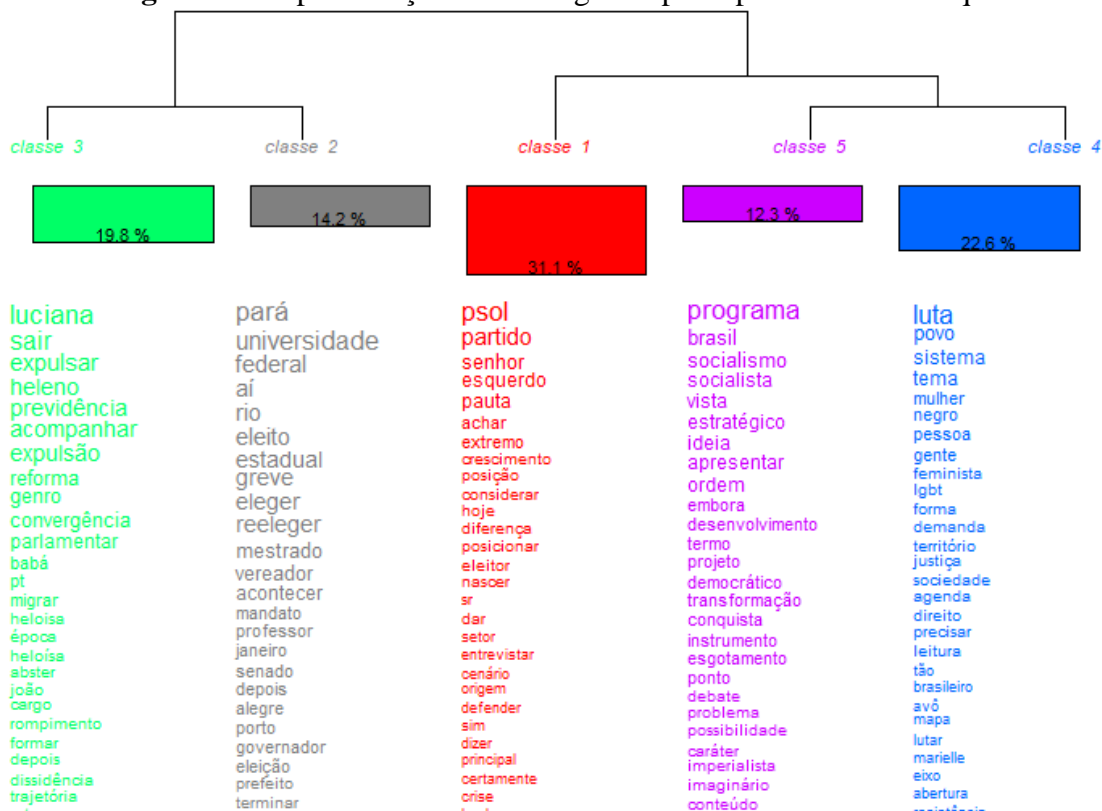 classe 3
classe 2
classe 1
classe 5
classe 4
19.8 %
14.2 %
31.1 %
12.3 %
22.6 %
luciana
sair
expulsar
heleno
previdência
acompanhar
expulsão
reforma
genro
convergência
parlamentar
babá
pt
migrar
heloisa
época
heloísa
abster
joão
cargo
rompimento
formar
depois
dissidência
trajetória
pará
universidade
federal
aí
rio
eleito
estadual
greve
eleger
reeleger
mestrado
vereador
acontecer
mandato
professor
janeiro
senado
depois
alegre
porto
governador
eleição
prefeito
terminar
psol
partido
senhor
esquerdo
pauta
achar
extremo
crescimento
posição
considerar
hoje
diferença
posicionar
eleitor
nascer
sr
dar
setor
entrevistar
cenário
origem
defender
sim
dizer
principal
certamente
crise
programa
brasil
socialismo
socialista
vista
estratégico
ideia
apresentar
ordem
embora
desenvolvimento
termo
projeto
democrático
transformação
conquista
instrumento
esgotamento
ponto
debate
problema
possibilidade
caráter
imperialista
imaginário
conteúdo
luta
povo
sistema
tema
mulher
negro
pessoa
gente
feminista
lgbt
forma
demanda
território
justiça
sociedade
agenda
direito
precisar
leitura
tão
brasileiro
avô
mapa
lutar
marielle
eixo
abertura